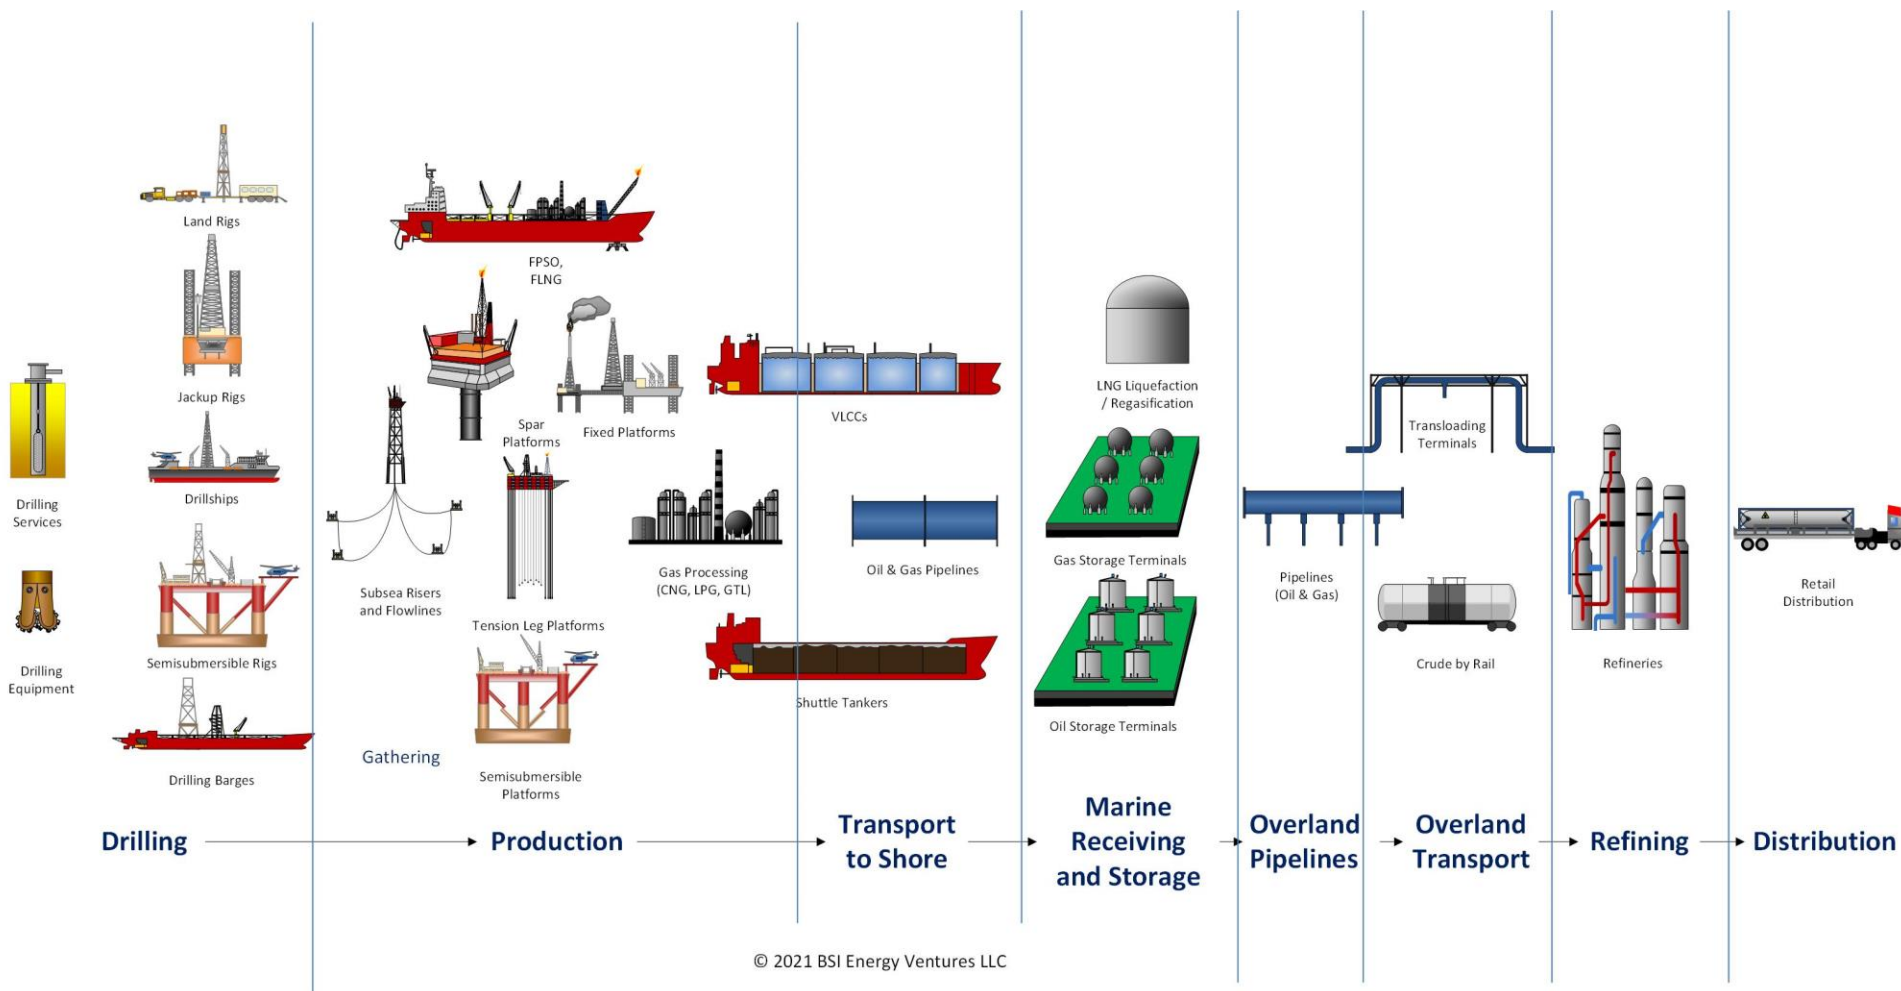 Land Rigs
Jackup Rigs
Drilling
Services
Drillships
Drilling
Equipment
Semisubmersible Rigs
Drilling Barges
FPSO,
FLNG
Spar
Platforms
Fixed Platforms
Subsea Risers
and Flowlines
Tension Leg Platforms
Gas Processing
(CNG, LPG, GTL)
Gathering
Semisubmersible
Platforms
VLCCs
Oil & Gas Pipelines
Shuttle Tankers
LNG Liquefaction
/ Regasification
Gas Storage Terminals
Oil Storage Terminals
Pipelines
(Oil & Gas)
Transloading
Terminals
Crude by Rail
Refineries
Retail
Distribution
Drilling
Production
Transport
to Shore
Marine
Receiving
and Storage
Overland
Pipelines
Overland
Transport
Refining
Distribution
© 2021 BSI Energy Ventures LLC